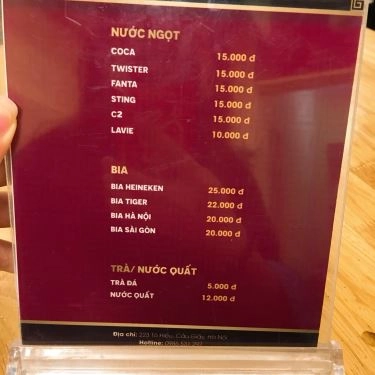 NƯỚC NGỌT
COCA 15.000 đ
TWISTER 15.000 đ
FANTA 15.000 đ
STING 15.000 đ
C2 15.000 đ
LAVIE 10.000 đ
BIA
BIA HEINEKEN 25.000 đ
BIA TIGER 22.000 đ
BIA HÀ NỘI 20.000 đ
BIA SÀI GÒN 20.000 đ
TRÀ/ NƯỚC QUẤT
TRÀ ĐÁ 5.000 đ
NƯỚC QUẤT 12.000 đ
Địa chỉ: 223 Tô Hiệu, Cầu Giấy, Hà Nội
Hotline: